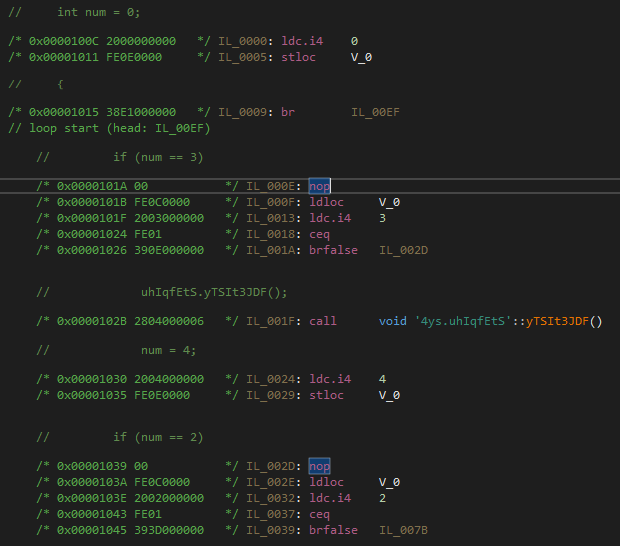 //     int num = 0;
/* 0x0000100C 2000000000   */ IL_0000: ldc.i4    0
/* 0x00001011 FE0E0000     */ IL_0005: stloc     V_0
//     {
/* 0x00001015 38E1000000   */ IL_0009: br        IL_00EF
// loop start (head: IL_00EF)
//         if (num == 3)
/* 0x0000101A 00           */ IL_000E: nop
/* 0x0000101B FE0C0000     */ IL_000F: ldloc     V_0
/* 0x0000101F 2003000000   */ IL_0013: ldc.i4    3
/* 0x00001024 FE01         */ IL_0018: ceq
/* 0x00001026 390E000000   */ IL_001A: brfalse   IL_002D
//             uhIqfEtS.yTSIt3JDF();
/* 0x0000102B 2804000006   */ IL_001F: call      void '4ys.uhIqfEtS'::yTSIt3JDF()
//             num = 4;
/* 0x00001030 2004000000   */ IL_0024: ldc.i4    4
/* 0x00001035 FE0E0000     */ IL_0029: stloc     V_0
//         if (num == 2)
/* 0x00001039 00           */ IL_002D: nop
/* 0x0000103A FE0C0000     */ IL_002E: ldloc     V_0
/* 0x0000103E 2002000000   */ IL_0032: ldc.i4    2
/* 0x00001043 FE01         */ IL_0037: ceq
/* 0x00001045 393D000000   */ IL_0039: brfalse   IL_007B